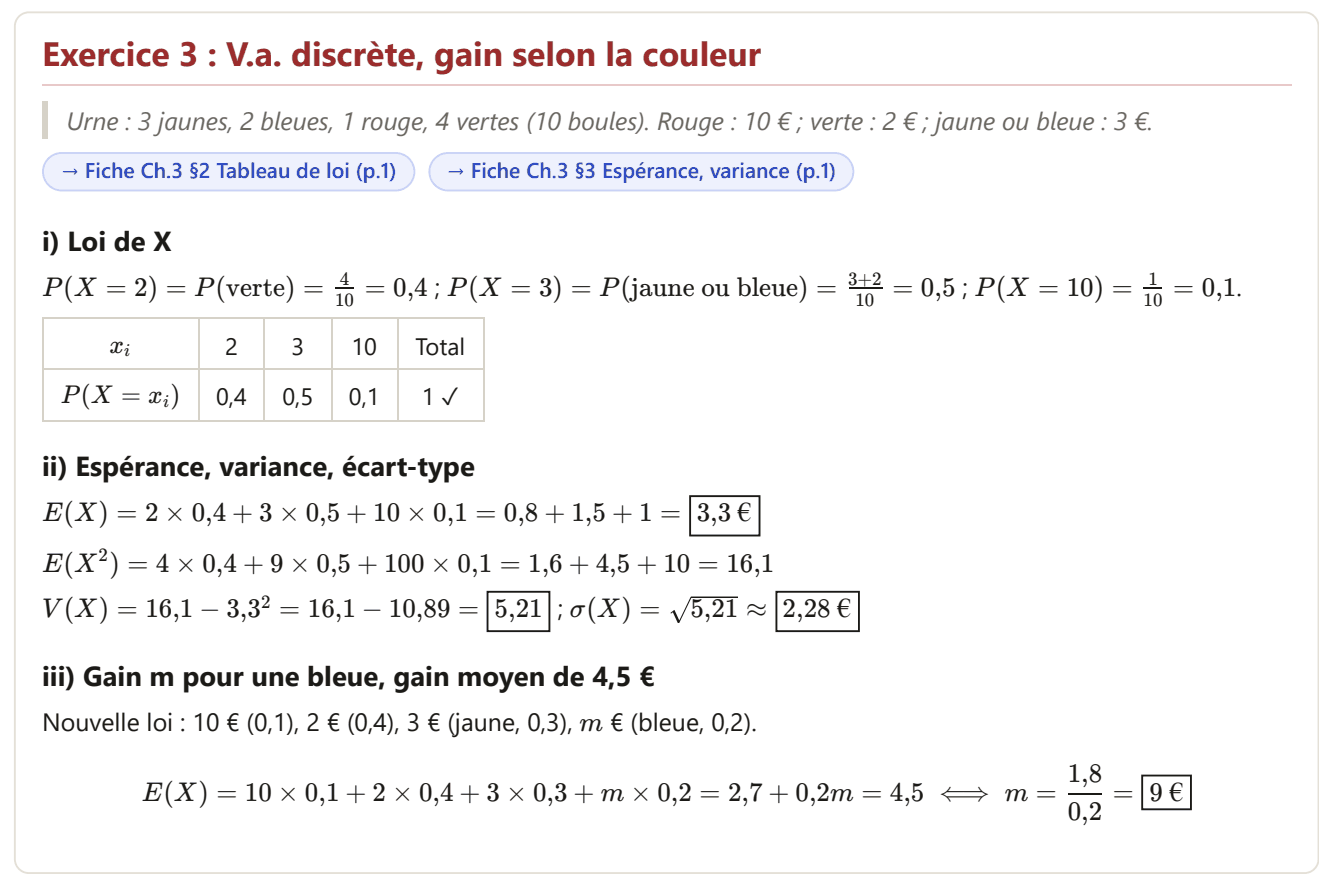 Exercice 3 : V.a. discrète, gain selon la couleur
Urne : 3 jaunes, 2 bleues, 1 rouge, 4 vertes (10 boules). Rouge : 10 € ; verte : 2 € ; jaune ou bleue : 3 €.
→ Fiche Ch.3 §2 Tableau de loi (p.1) → Fiche Ch.3 §3 Espérance, variance (p.1)
i) Loi de X
P(X = 2) = P(verte) = 4/10 = 0,4 ; P(X = 3) = P(jaune ou bleue) = 3+2/10 = 0,5 ; P(X = 10) = 1/10 = 0,1.
xᵢ 2 3 10 Total
P(X = xᵢ) 0,4 0,5 0,1 1 ✓
ii) Espérance, variance, écart-type
E(X) = 2 × 0,4 + 3 × 0,5 + 10 × 0,1 = 0,8 + 1,5 + 1 = 3,3 €
E(X²) = 4 × 0,4 + 9 × 0,5 + 100 × 0,1 = 1,6 + 4,5 + 10 = 16,1
V(X) = 16,1 − 3,3² = 16,1 − 10,89 = 5,21 ; σ(X) = √5,21 ≈ 2,28 €
iii) Gain m pour une bleue, gain moyen de 4,5 €
Nouvelle loi : 10 € (0,1), 2 € (0,4), 3 € (jaune, 0,3), m € (bleue, 0,2).
E(X) = 10 × 0,1 + 2 × 0,4 + 3 × 0,3 + m × 0,2 = 2,7 + 0,2m = 4,5 ⟺ m = 1,8/0,2 = 9 €